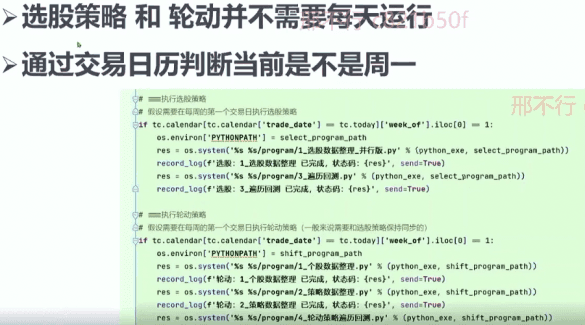 ➢选股策略 和 轮动并不需要每天运行
➢通过交易日历判断当前是不是周一
邢不行
# ===执行选股策略
# 假设需要在每周的第一个交易日执行选股策略
if tc.calendar[tc.calendar['trade_date'] == tc.today]['week_of'].iloc[0] == 1:
os.environ['PYTHONPATH'] = select_program_path
res = os.system('%s %s/program/1_选股数据整理_并行版.py' % (python_exe, select_program_path))
record_log(f'选股：1_选股数据整理 已完成，状态码：{res}', send=True)
res = os.system('%s %s/program/3_遍历回测.py' % (python_exe, select_program_path))
record_log(f'选股：3_遍历回测 已完成，状态码：{res}', send=True)
# ===执行轮动策略
# 假设需要在每周的第一个交易日执行轮动策略（一般来说需要和选股策略保持同步的）
if tc.calendar[tc.calendar['trade_date'] == tc.today]['week_of'].iloc[0] == 1:
os.environ['PYTHONPATH'] = shift_program_path
res = os.system('%s %s/program/1_个股数据整理.py' % (python_exe, shift_program_path))
record_log(f'轮动：1_个股数据整理 已完成，状态码：{res}', send=True)
res = os.system('%s %s/program/2_策略数据整理.py' % (python_exe, shift_program_path))
record_log(f'轮动：2_策略数据整理 已完成，状态码：{res}', send=True)
res = os.system('%s %s/program/4_轮动策略遍历回测.py' % (python_exe, shift_program_path))